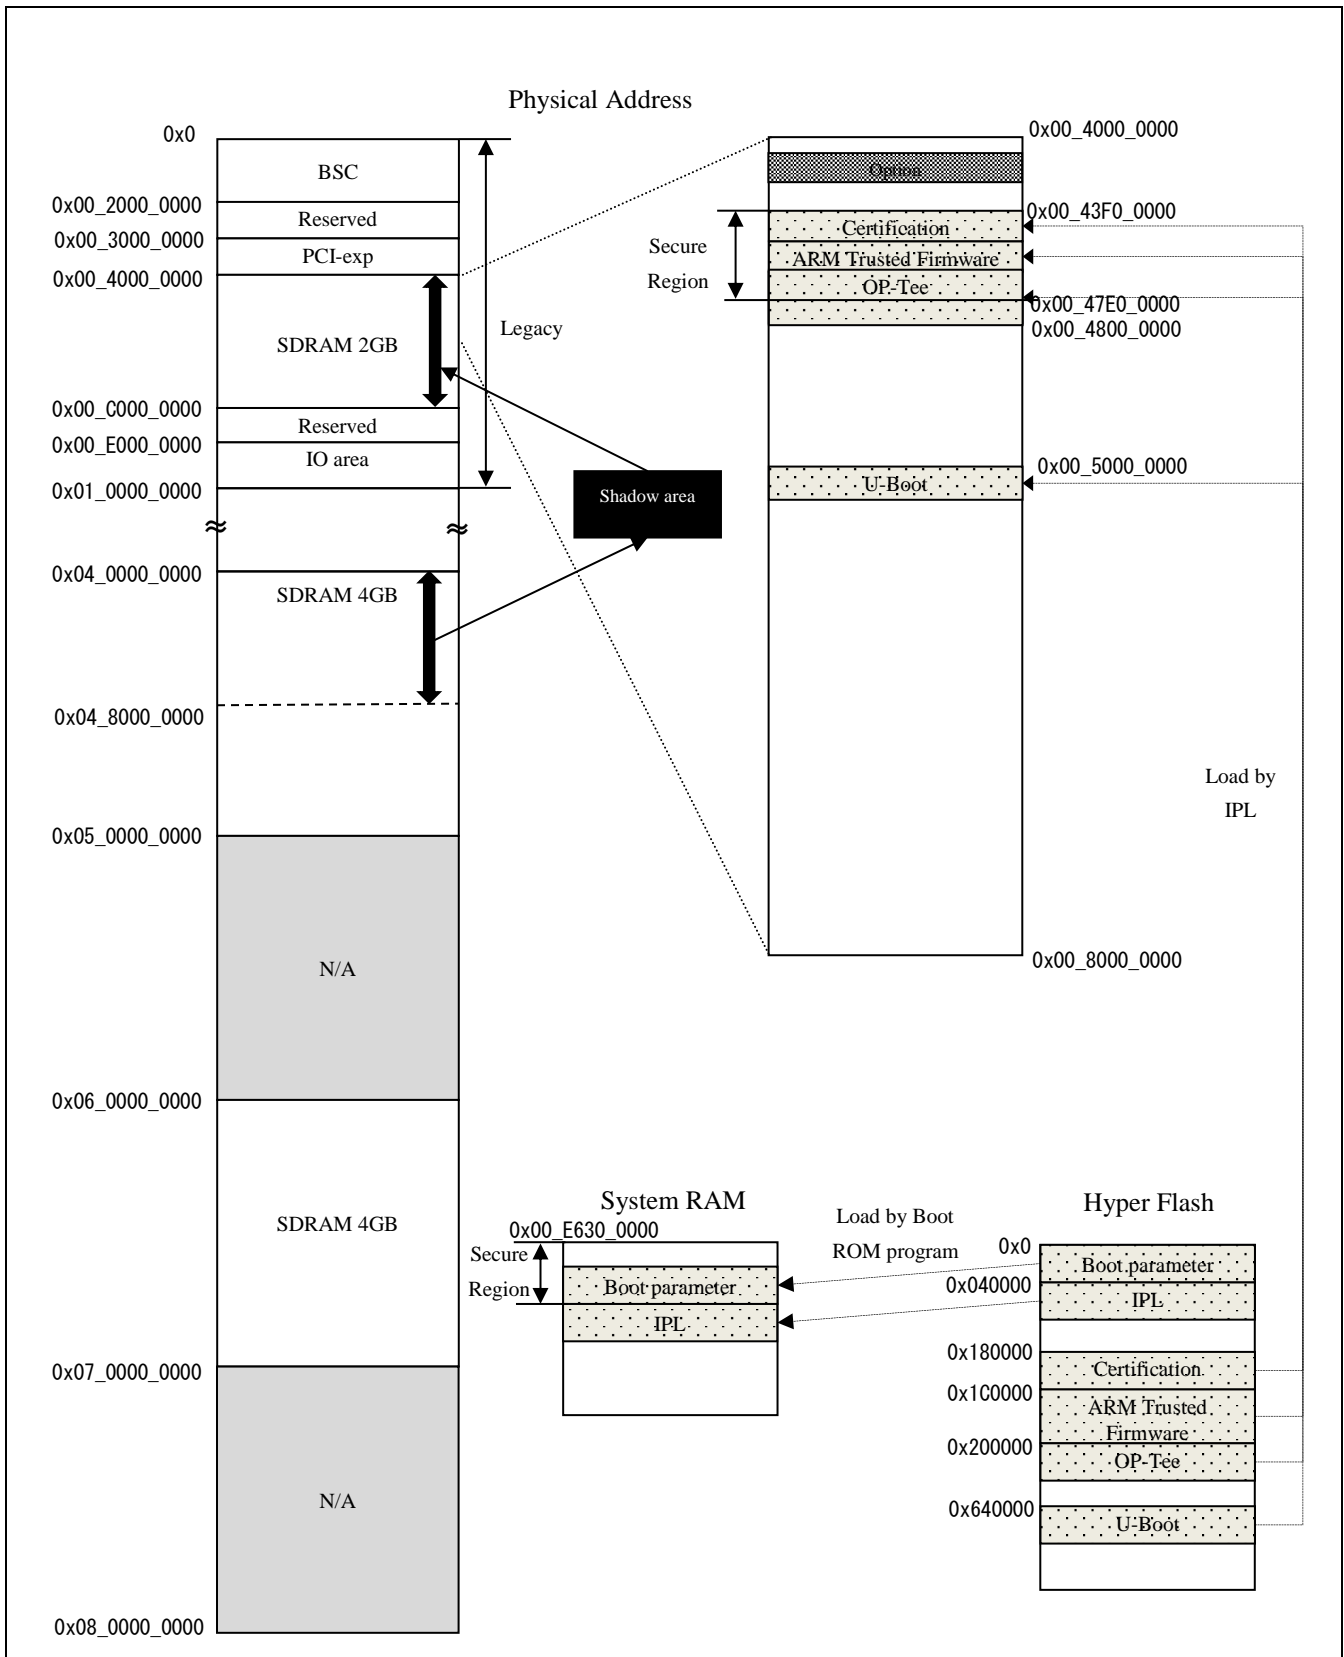 Physical Address
0x0
BSC
0x00_2000_0000
Reserved
0x00_3000_0000
PCI-exp
0x00_4000_0000
SDRAM 2GB
Legacy
0x00_C000_0000
Reserved
0x00_E000_0000
IO area
0x01_0000_0000
Shadow area
0x04_0000_0000
SDRAM 4GB
0x04_8000_0000
0x05_0000_0000
N/A
0x06_0000_0000
SDRAM 4GB
0x07_0000_0000
N/A
0x08_0000_0000
0x00_4000_0000
Option
0x00_43F0_0000
Secure
Region
Certification
ARM Trusted Firmware
OP-Tee
0x00_47E0_0000
0x00_4800_0000
0x00_5000_0000
U-Boot
0x00_8000_0000
Load by
IPL
System RAM
0x00_E630_0000
Secure
Region
Boot parameter
IPL
Load by Boot
ROM program
Hyper Flash
0x0
Boot parameter
0x040000
IPL
0x180000
Certification
0x1C0000
ARM Trusted
Firmware
0x200000
OP-Tee
0x640000
U-Boot